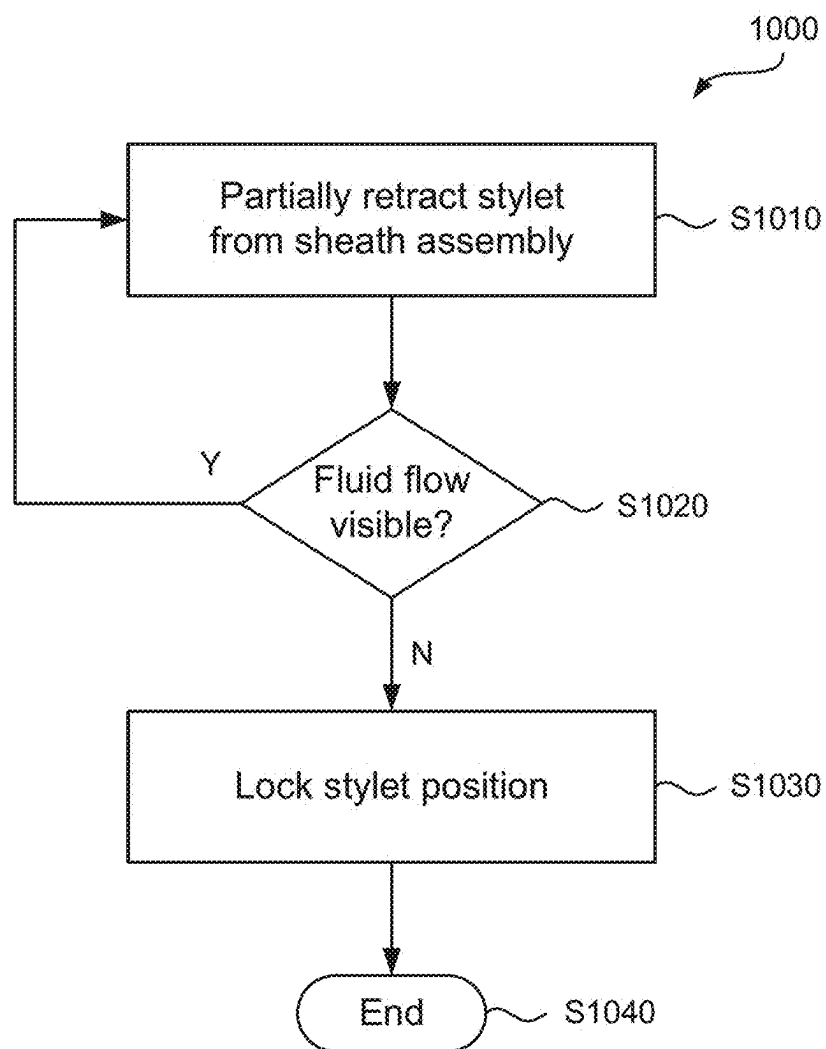 1000
Partially retract stylet
from sheath assembly
S1010
Y
Fluid flow
visible?
S1020
N
Lock stylet position
S1030
End
S1040